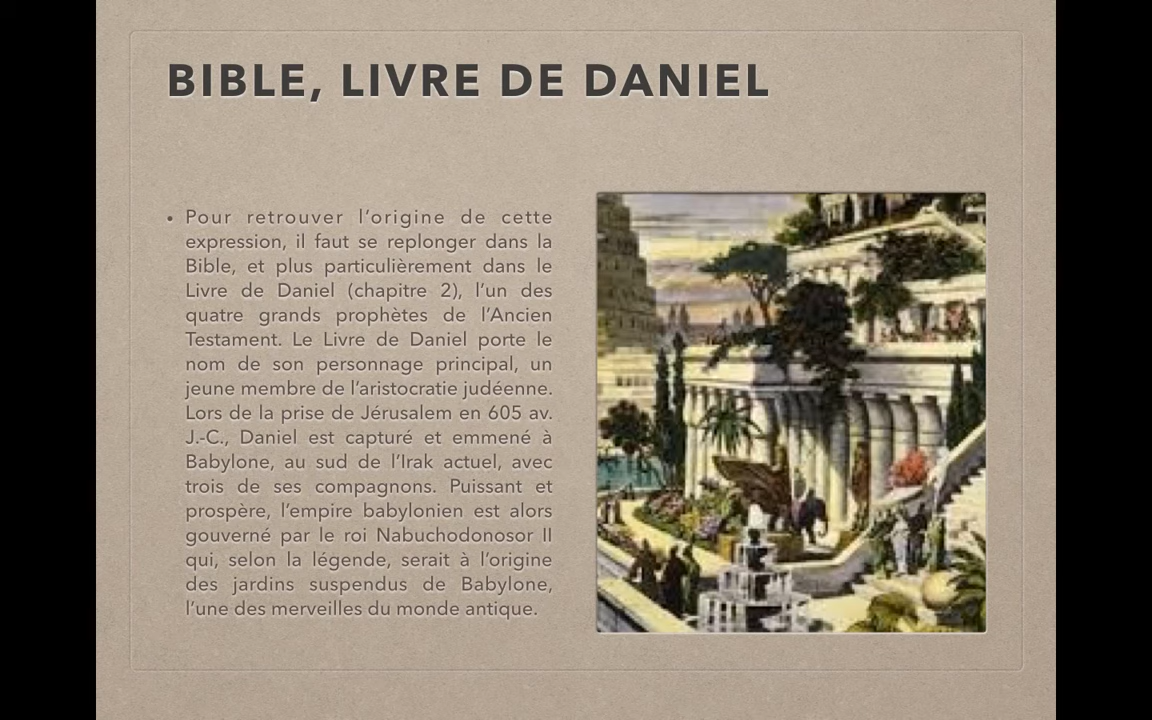 BIBLE, LIVRE DE DANIEL
• Pour retrouver l’origine de cette
expression, il faut se replonger dans la
Bible, et plus particulièrement dans le
Livre de Daniel (chapitre 2), l’un des
quatre grands prophètes de l’Ancien
Testament. Le Livre de Daniel porte le
nom de son personnage principal, un
jeune membre de l’aristocratie judéenne.
Lors de la prise de Jérusalem en 605 av.
J.-C., Daniel est capturé et emmené à
Babylone, au sud de l’Irak actuel, avec
trois de ses compagnons. Puissant et
prospère, l’empire babylonien est alors
gouverné par le roi Nabuchodonosor II
qui, selon la légende, serait à l’origine
des jardins suspendus de Babylone,
l’une des merveilles du monde antique.